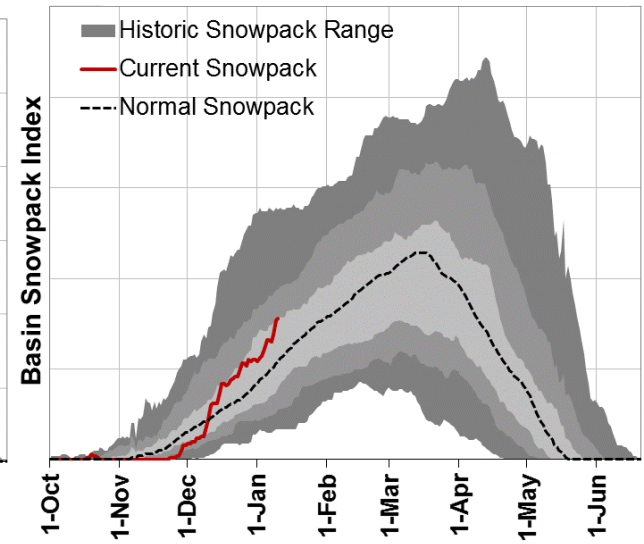 Historic Snowpack Range
Current Snowpack
Normal Snowpack
Basin Snowpack Index
1-Oct
1-Nov
1-Dec
1-Jan
1-Feb
1-Mar
1-Apr
1-May
1-Jun